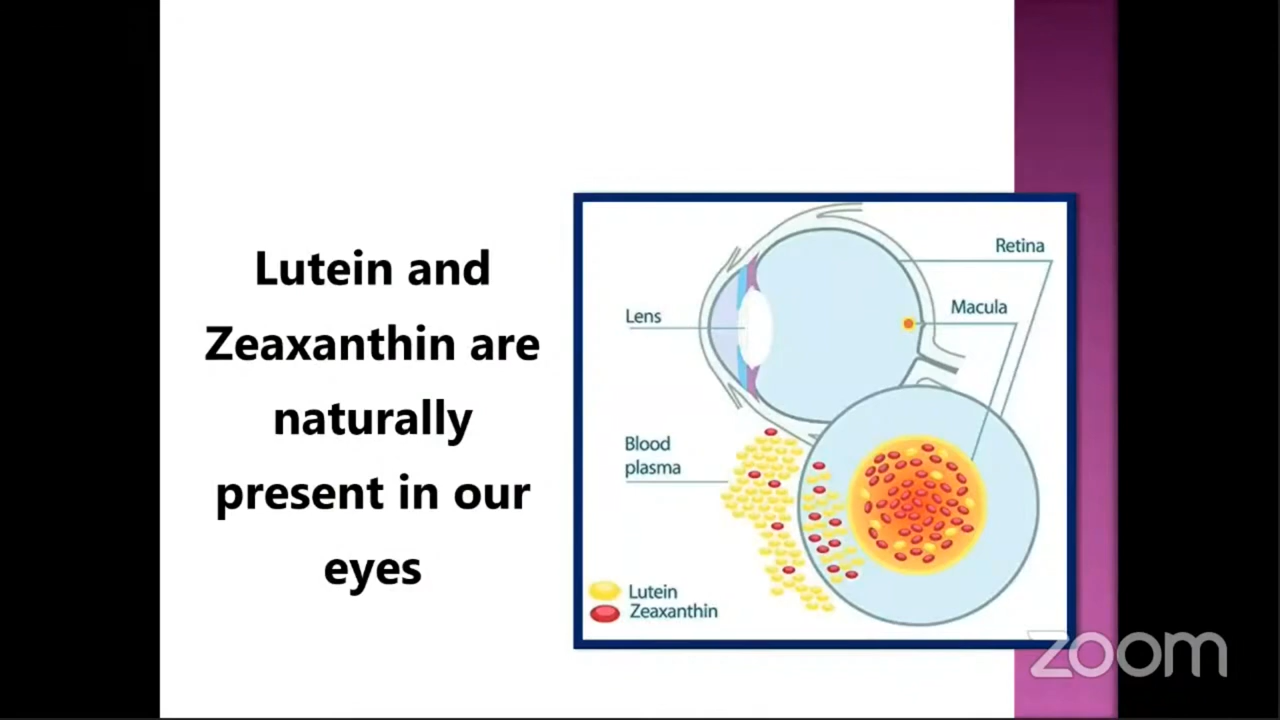 Lutein and
Zeaxanthin are
naturally
present in our
eyes
Retina
Macula
Lens
Blood
plasma
Lutein
Zeaxanthin
zoom